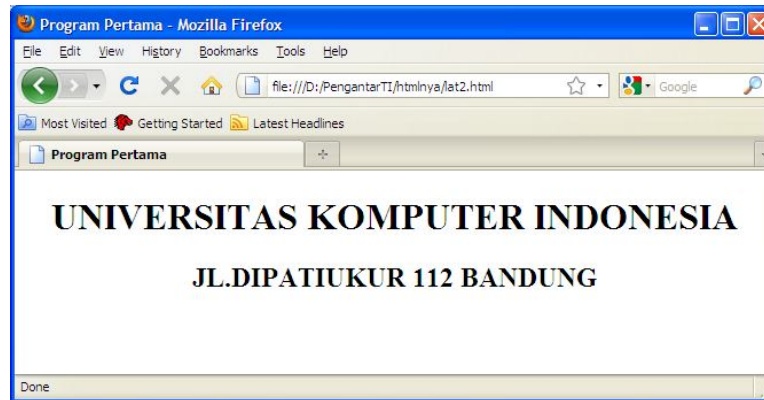 Program Pertama - Mozilla Firefox
File Edit View History Bookmarks Tools Help
file:///D:/PengantarTI/htmlnya/lat2.html Google
Most Visited Getting Started Latest Headlines
Program Pertama
UNIVERSITAS KOMPUTER INDONESIA
JL.DIPATIUKUR 112 BANDUNG
Done